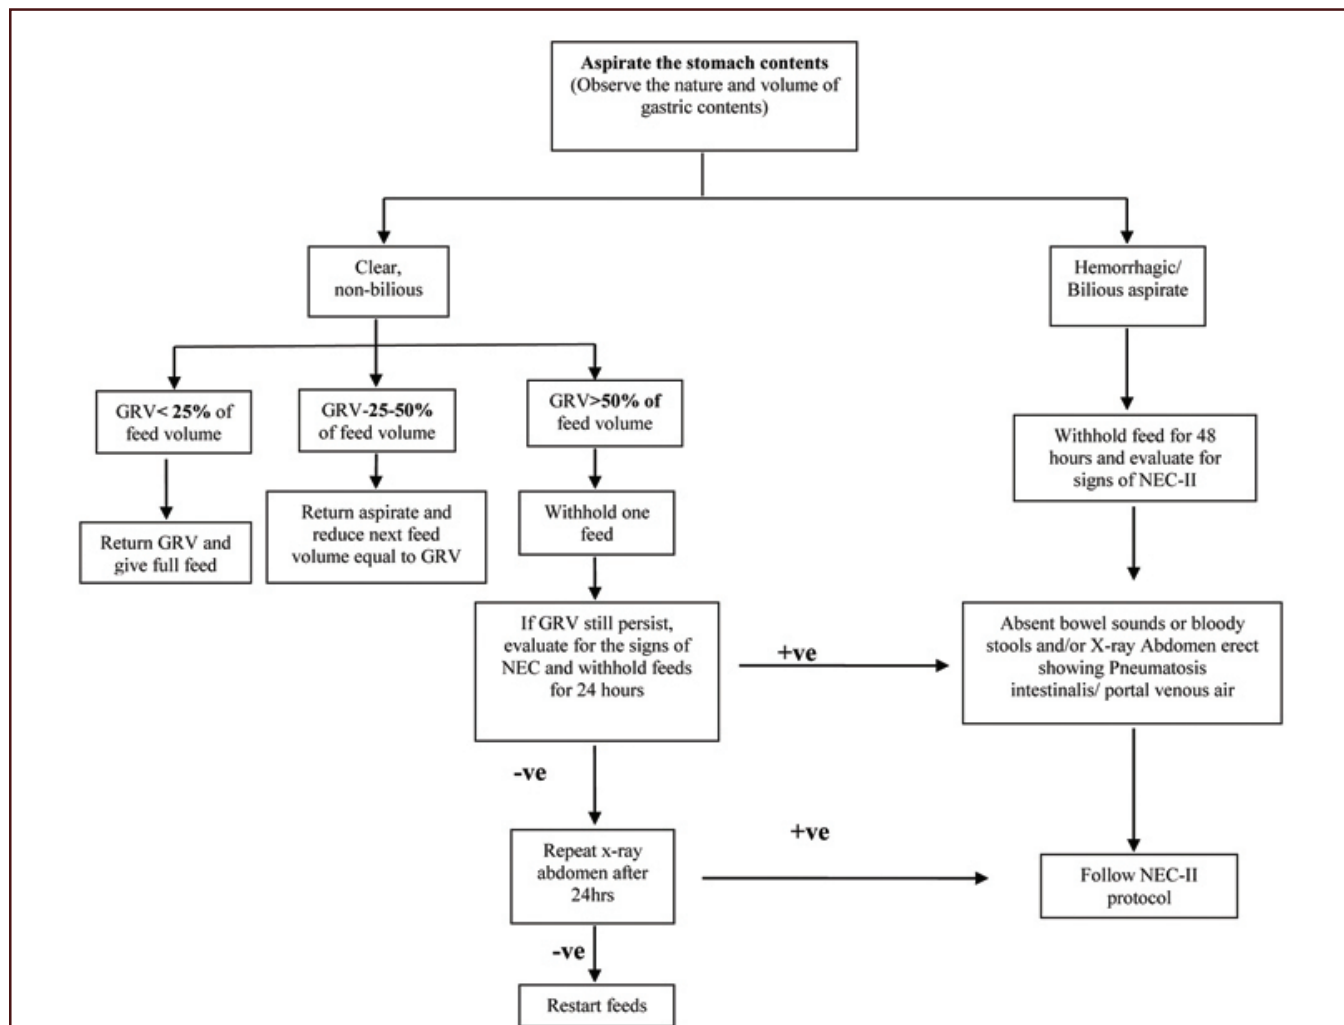 Aspirate the stomach contents
(Observe the nature and volume of
gastric contents)
Clear,
non-bilious
Hemorrhagic/
Bilious aspirate
GRV< 25% of
feed volume
GRV-25-50%
of feed volume
GRV>50% of
feed volume
Withhold feed for 48
hours and evaluate for
signs of NEC-II
Return GRV and
give full feed
Return aspirate and
reduce next feed
volume equal to GRV
Withhold one
feed
If GRV still persist,
evaluate for the signs of
NEC and withhold feeds
for 24 hours
+ve
Absent bowel sounds or bloody
stools and/or X-ray Abdomen erect
showing Pneumatosis
intestinalis/ portal venous air
-ve
Repeat x-ray
abdomen after
24hrs
+ve
Follow NEC-II
protocol
-ve
Restart feeds